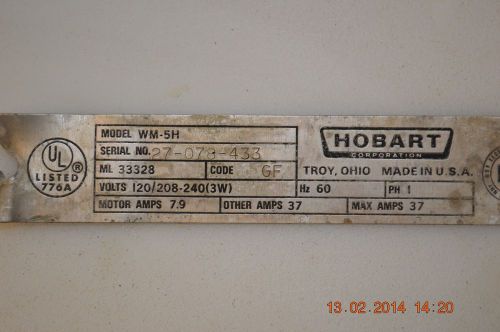 MODEL WM-5H
SERIAL NO. 27-078-433
ML 33328 CODE GF
VOLTS 120/208-240(3W)
MOTOR AMPS 7.9 OTHER AMPS 37 MAX AMPS 37
UL
LISTED
776A
HOBART
CORPORATION
TROY, OHIO MADE IN U.S.A.
Hz 60 PH 1
13.02.2014 14:20